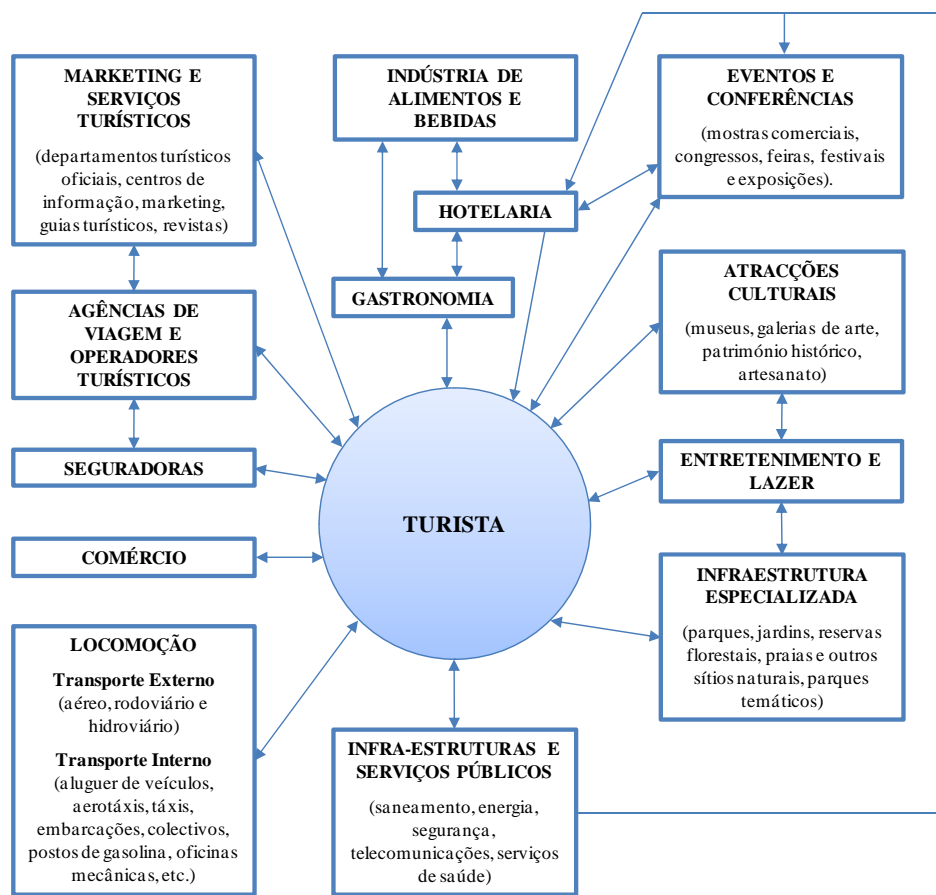 MARKETING E
SERVIÇOS
TURÍSTICOS
(departamentos turísticos
oficiais, centros de
informação, marketing,
guias turísticos, revistas)
INDÚSTRIA DE
ALIMENTOS E
BEBIDAS
EVENTOS E
CONFERÊNCIAS
(mostras comerciais,
congressos, feiras, festivais
e exposições).
HOTELARIA
GASTRONOMIA
AGÊNCIAS DE
VIAGEM E
OPERADORES
TURÍSTICOS
ATRACÇÕES
CULTURAIS
(museus, galerias de arte,
património histórico,
artesanato)
SEGURADORAS
ENTRETENIMENTO E
LAZER
TURISTA
COMÉRCIO
INFRAESTRUTURA
ESPECIALIZADA
(parques, jardins, reservas
florestais, praias e outros
sítios naturais, parques
temáticos)
LOCOMOÇÃO
Transporte Externo
(aéreo, rodoviário e
hidroviário)
Transporte Interno
(aluguer de veículos,
aerotáxis, táxis,
embarcações, colectivos,
postos de gasolina, oficinas
mecânicas, etc.)
INFRA-ESTRUTURAS E
SERVIÇOS PÚBLICOS
(saneamento, energia,
segurança,
telecomunicações, serviços
de saúde)